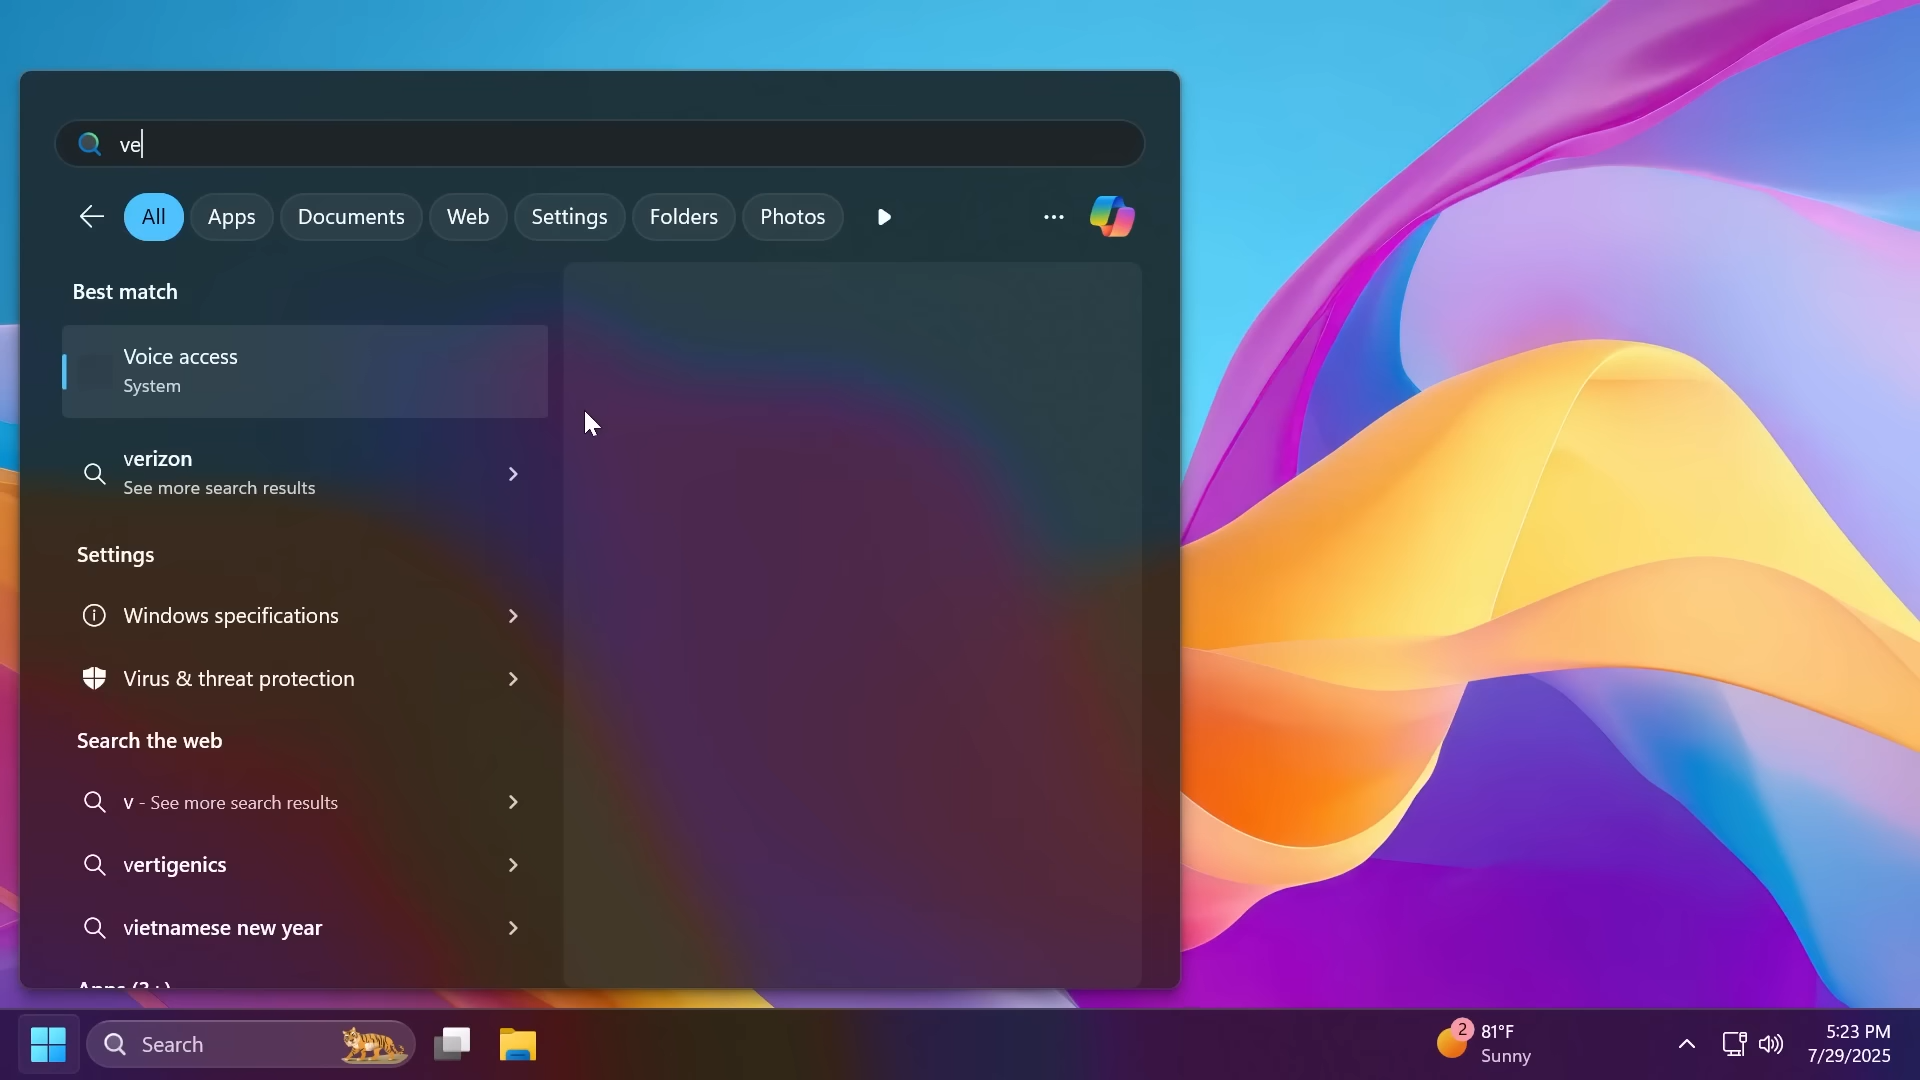 ve
All
Apps
Documents
Web
Settings
Folders
Photos
Best match
Voice access
System
verizon
See more search results
Settings
Windows specifications
Virus & threat protection
Search the web
v - See more search results
vertigenics
vietnamese new year
Apps (3+)
Search
2
81°F
Sunny
5:23 PM
7/29/2025